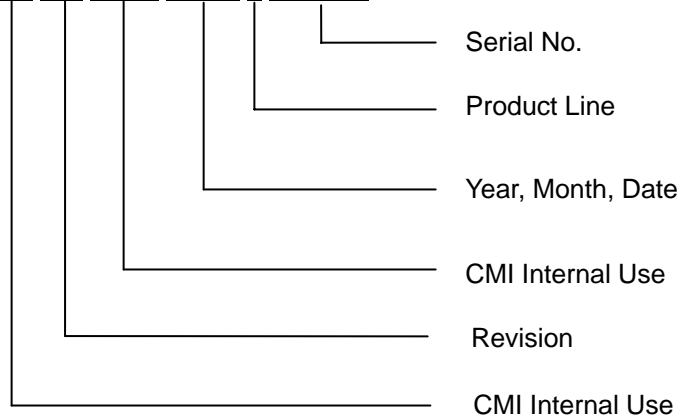 Serial No.
Product Line
Year, Month, Date
CMI Internal Use
Revision
CMI Internal Use